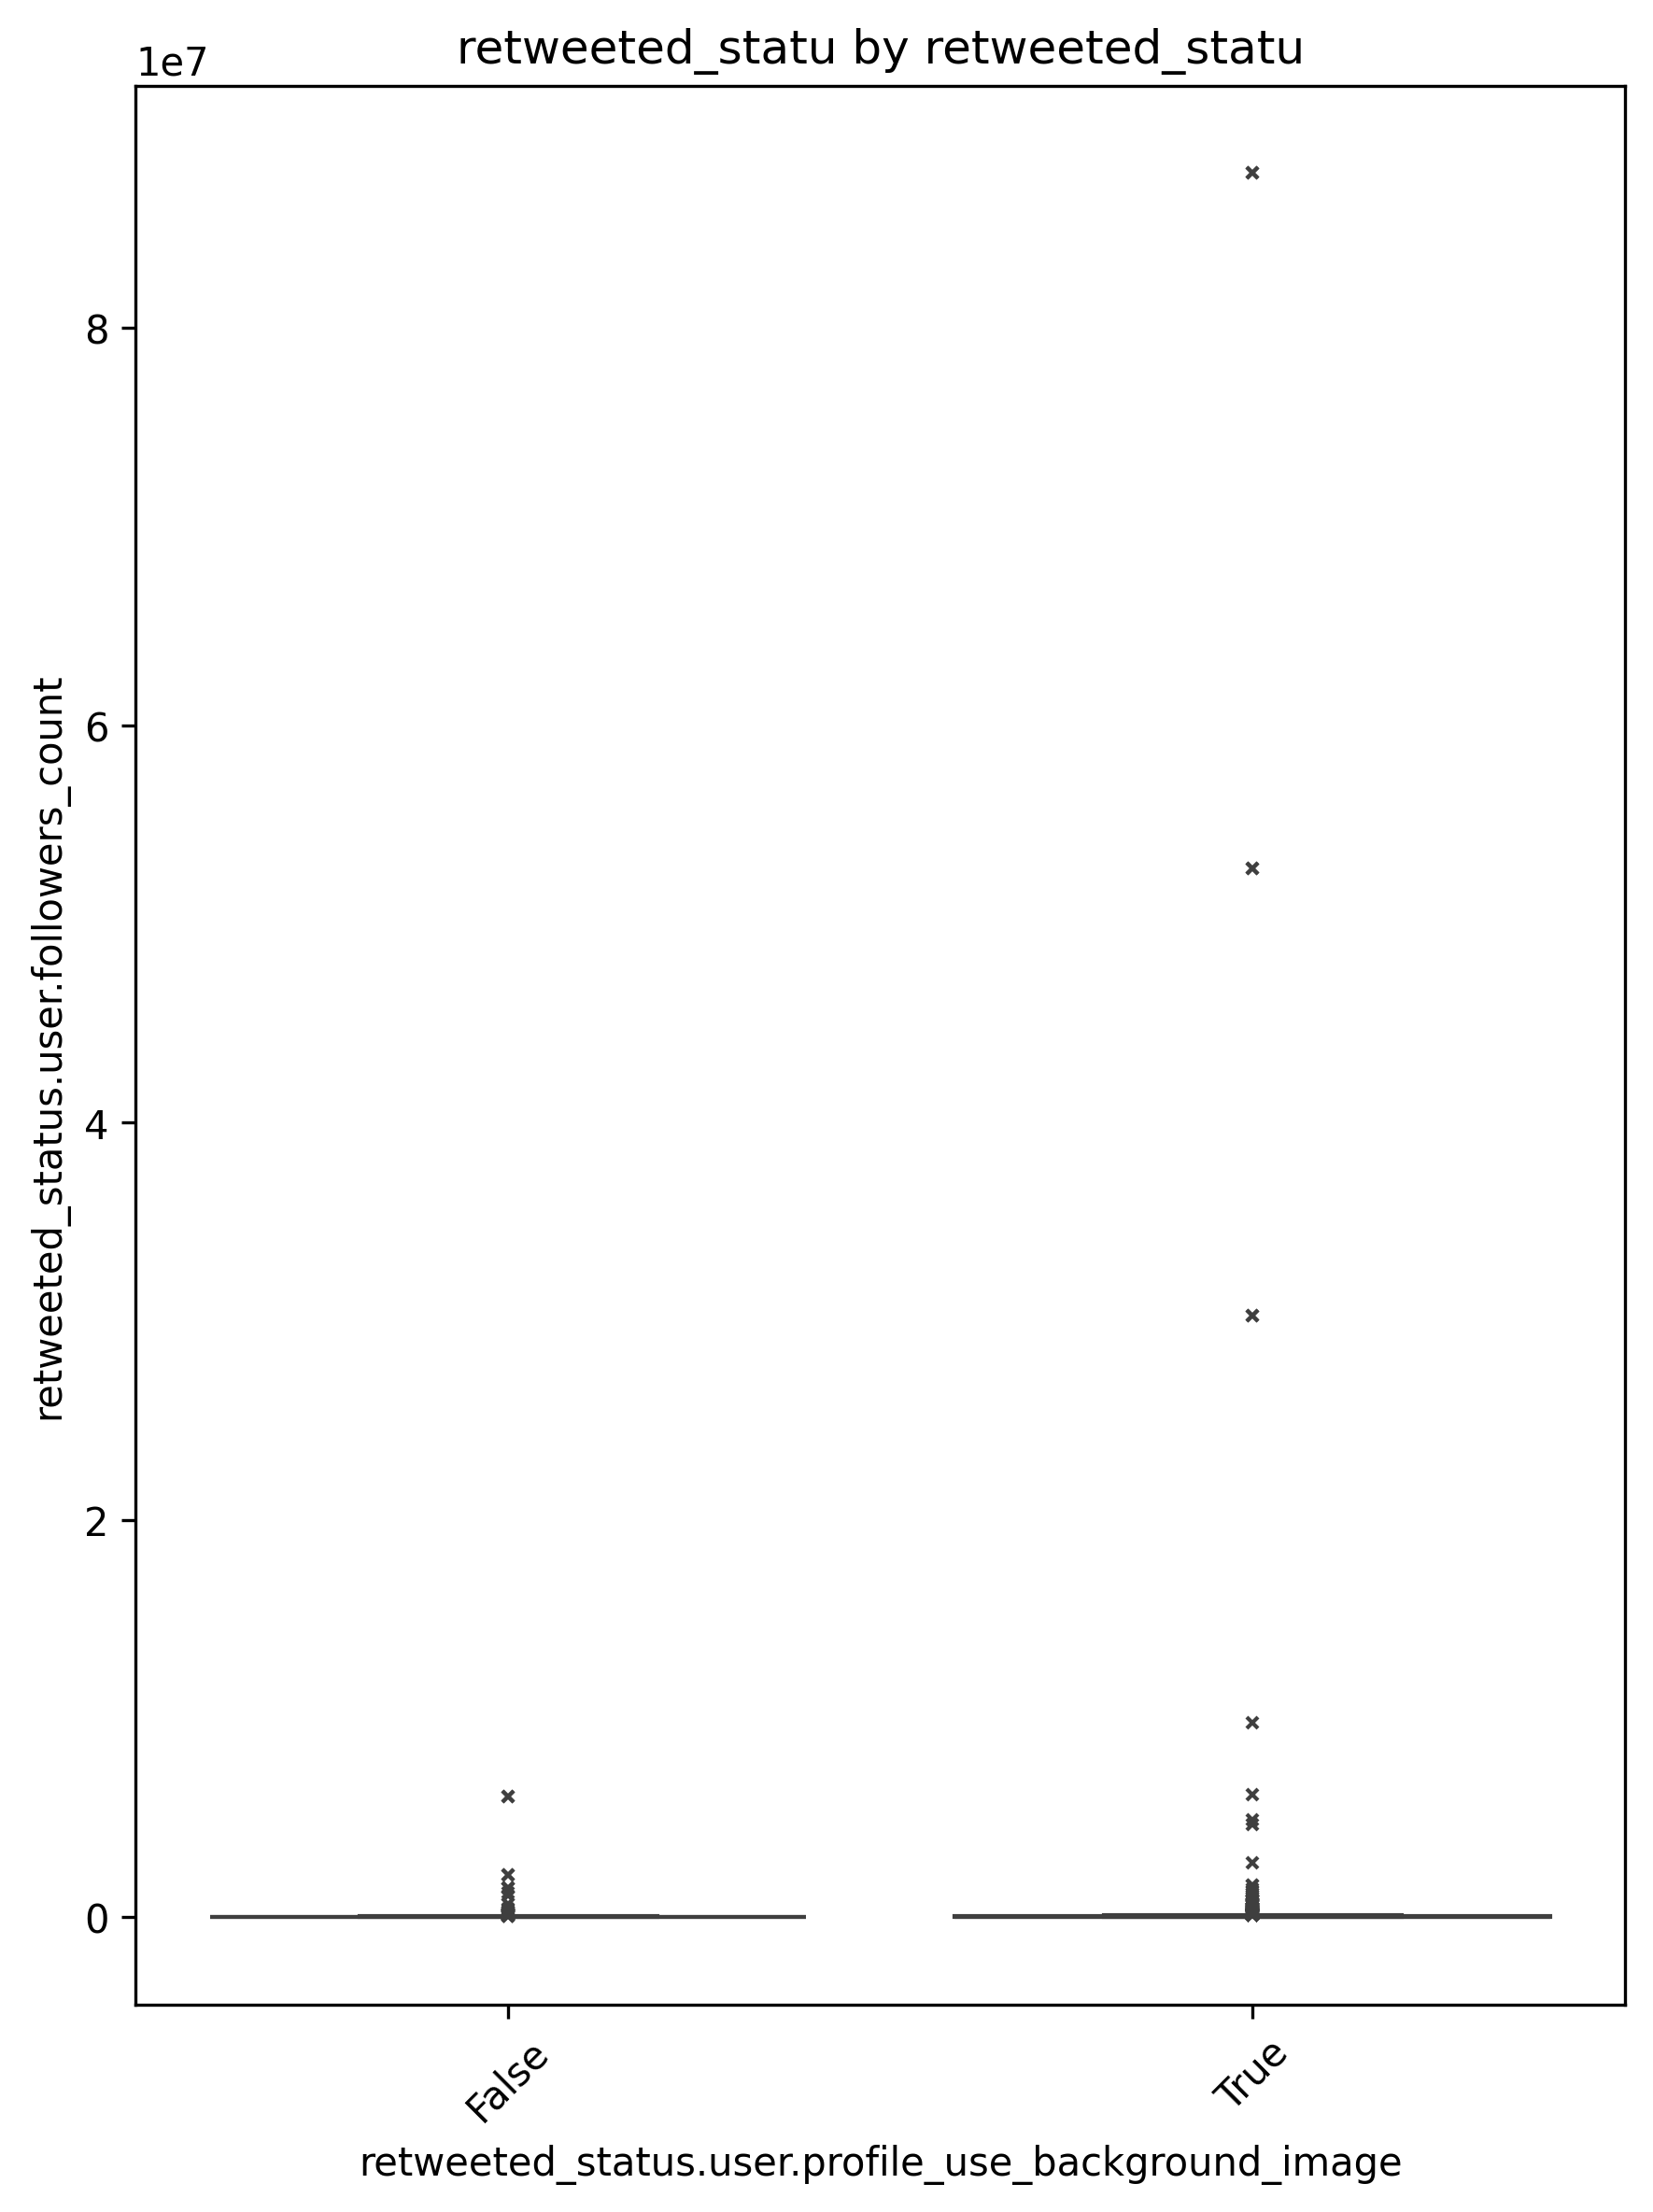 retweeted_statu by retweeted_statu
1e7
8
6
4
2
0
retweeted_status.user.followers_count
False
True
retweeted_status.user.profile_use_background_image